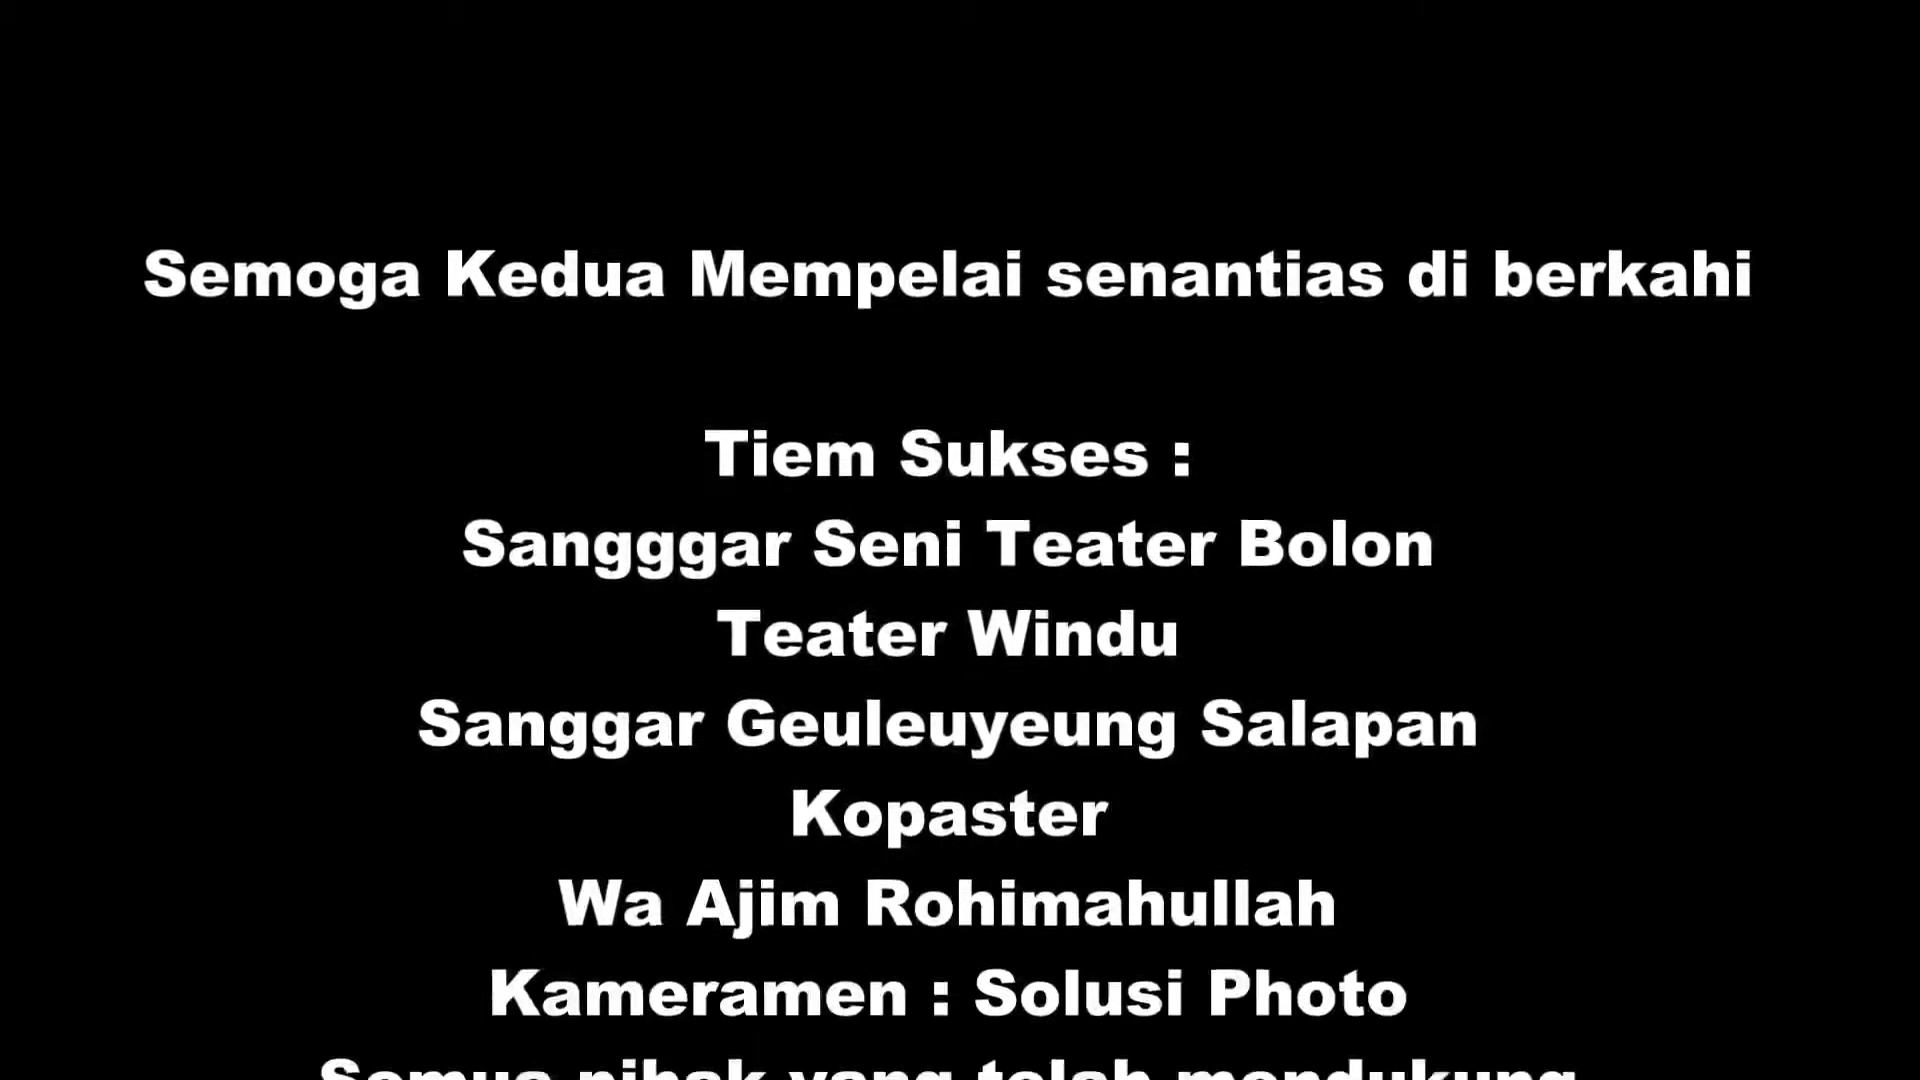 Semoga Kedua Mempelai senantias di berkahi
Tiem Sukses :
Sangggar Seni Teater Bolon
Teater Windu
Sanggar Geuleuyeung Salapan
Kopaster
Wa Ajim Rohimahullah
Kameramen : Solusi Photo
Semua pihak yang telah mendukung